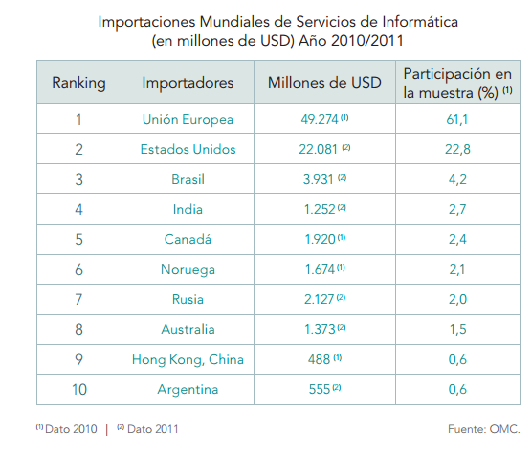 Importaciones Mundiales de Servicios de Informática
(en millones de USD) Año 2010/2011
Ranking Importadores Millones de USD Participación en la muestra (%) (1)
1 Unión Europea 49.274 (1) 61,1
2 Estados Unidos 22.081 (2) 22,8
3 Brasil 3.931 (2) 4,2
4 India 1.252 (2) 2,7
5 Canadá 1.920 (1) 2,4
6 Noruega 1.674 (1) 2,1
7 Rusia 2.127 (2) 2,0
8 Australia 1.373 (2) 1,5
9 Hong Kong, China 488 (1) 0,6
10 Argentina 555 (2) 0,6
(1) Dato 2010 | (2) Dato 2011 Fuente: OMC.